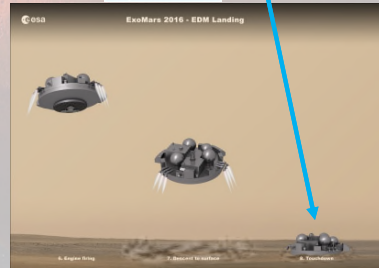 esa
ExoMars 2016 - EDM Landing
6. Engine firing
7. Descent to surface
8. Touchdown